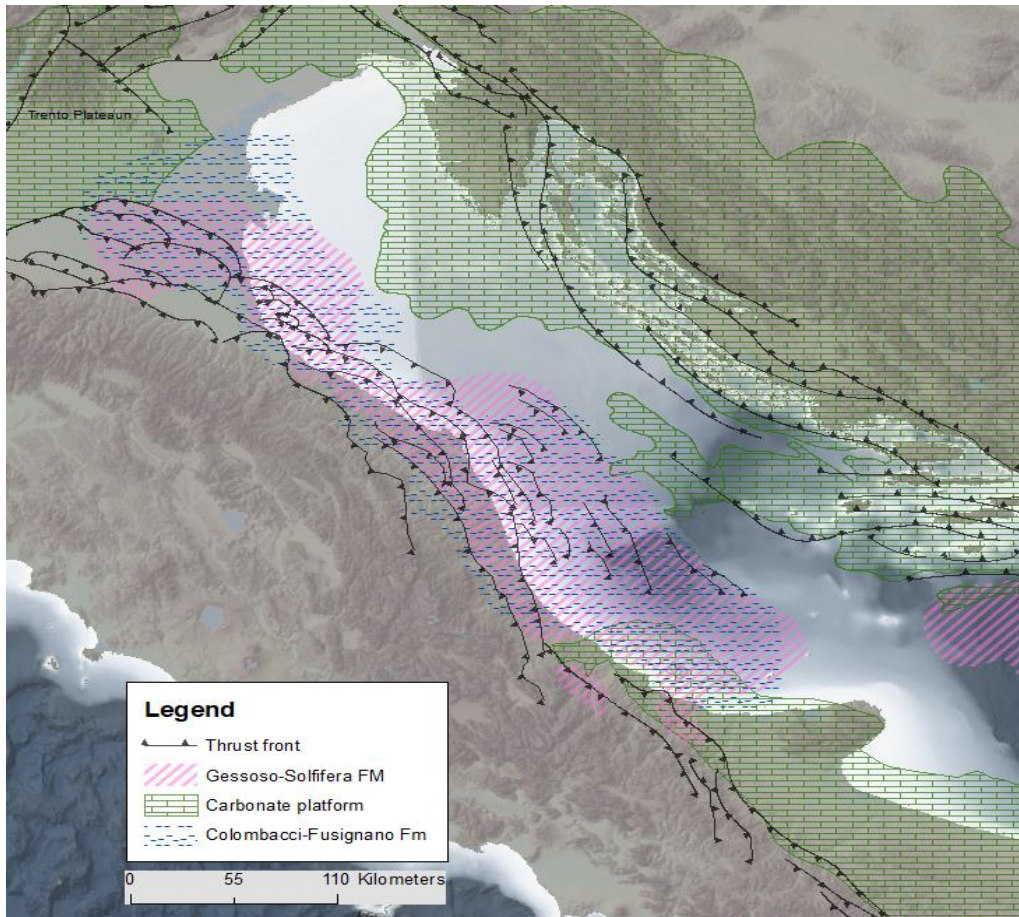 Trento Plateaun
Legend
Thrust front
Gessoso-Solfifera FM
Carbonate platform
Colombacci-Fusignano Fm
0 55 110 Kilometers